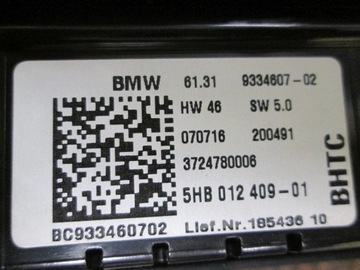 BMW 61.31 9334607-02
HW 46 SW 5.0
070716 200491
3724780006
5HB 012 409-01
BC933460702 Lief.Nr.185436 10
BHTC